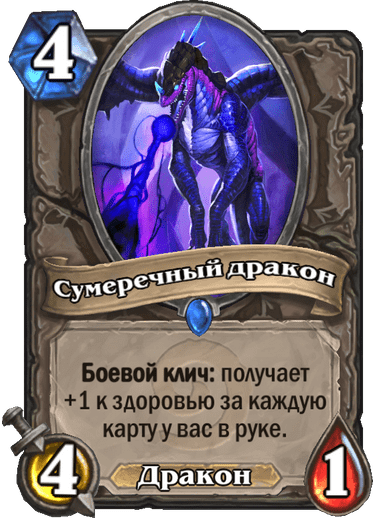 4
Сумеречный дракон
Боевой клич: получает
+1 к здоровью за каждую
карту у вас в руке.
4 Дракон 1